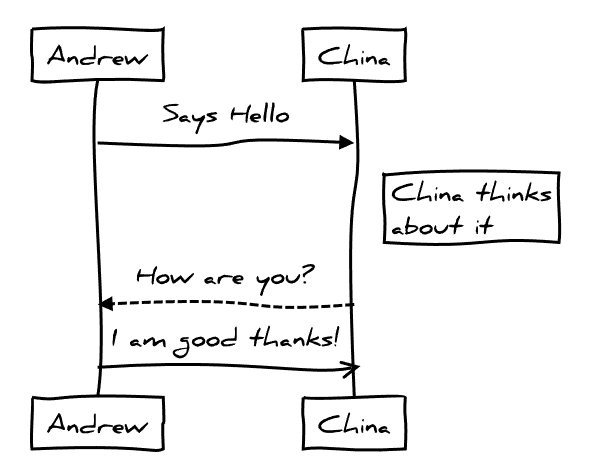 Andrew
China
Says Hello
China thinks
about it
How are you?
I am good thanks!
Andrew
China